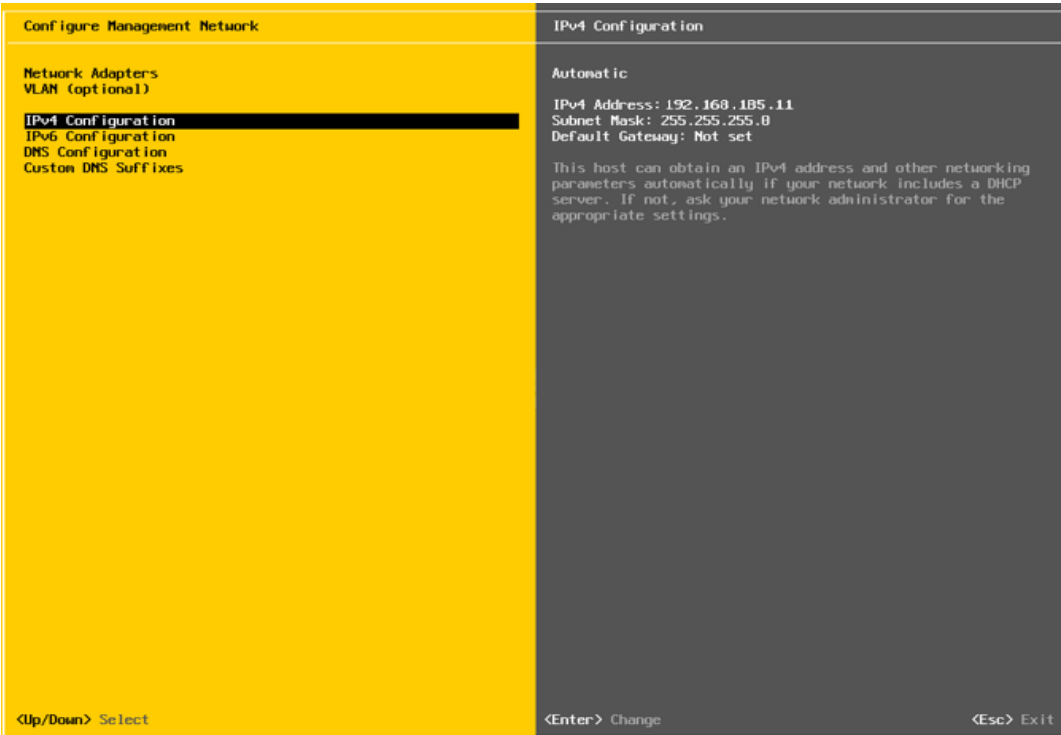 Configure Management Network
Network Adapters
VLAN (optional)
IPv4 Configuration
IPv6 Configuration
DNS Configuration
Custom DNS Suffixes
<Up/Down> Select
IPv4 Configuration
Automatic
IPv4 Address: 192.168.185.11
Subnet Mask: 255.255.255.0
Default Gateway: Not set
This host can obtain an IPv4 address and other networking
parameters automatically if your network includes a DHCP
server. If not, ask your network administrator for the
appropriate settings.
<Enter> Change
<Esc> Exit